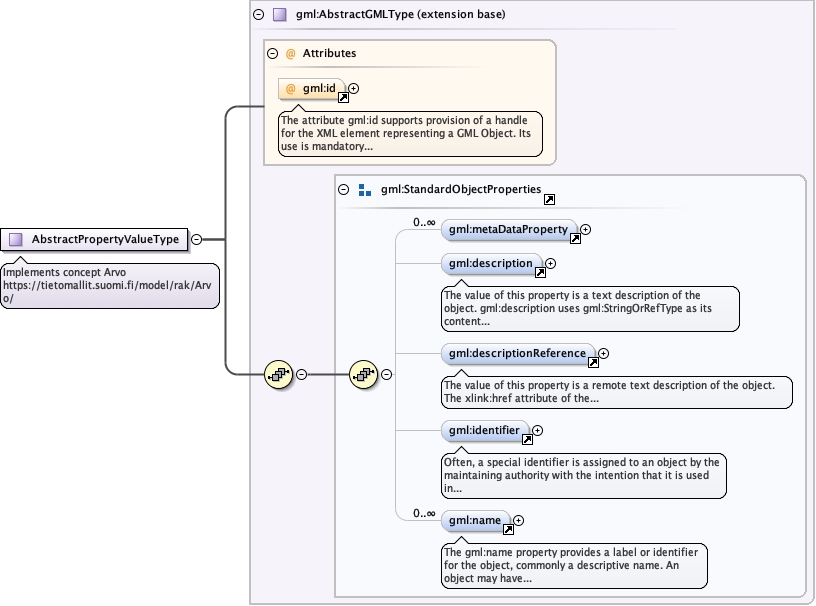 gml:AbstractGMLType (extension base)
@ Attributes
@ gml:id
The attribute gml:id supports provision of a handle
for the XML element representing a GML Object. Its
use is mandatory...
gml:StandardObjectProperties
0..∞
gml:metaDataProperty
AbstractPropertyValueType
Implements concept Arvo
https://tietomallit.suomi.fi/model/rak/Arv
o/
gml:description
The value of this property is a text description of the
object. gml:description uses gml:StringOrRefType as its
content...
gml:descriptionReference
The value of this property is a remote text description of the object.
The xlink:href attribute of the...
gml:identifier
Often, a special identifier is assigned to an object by the
maintaining authority with the intention that it is used
in...
0..∞
gml:name
The gml:name property provides a label or identifier
for the object, commonly a descriptive name. An
object may have...